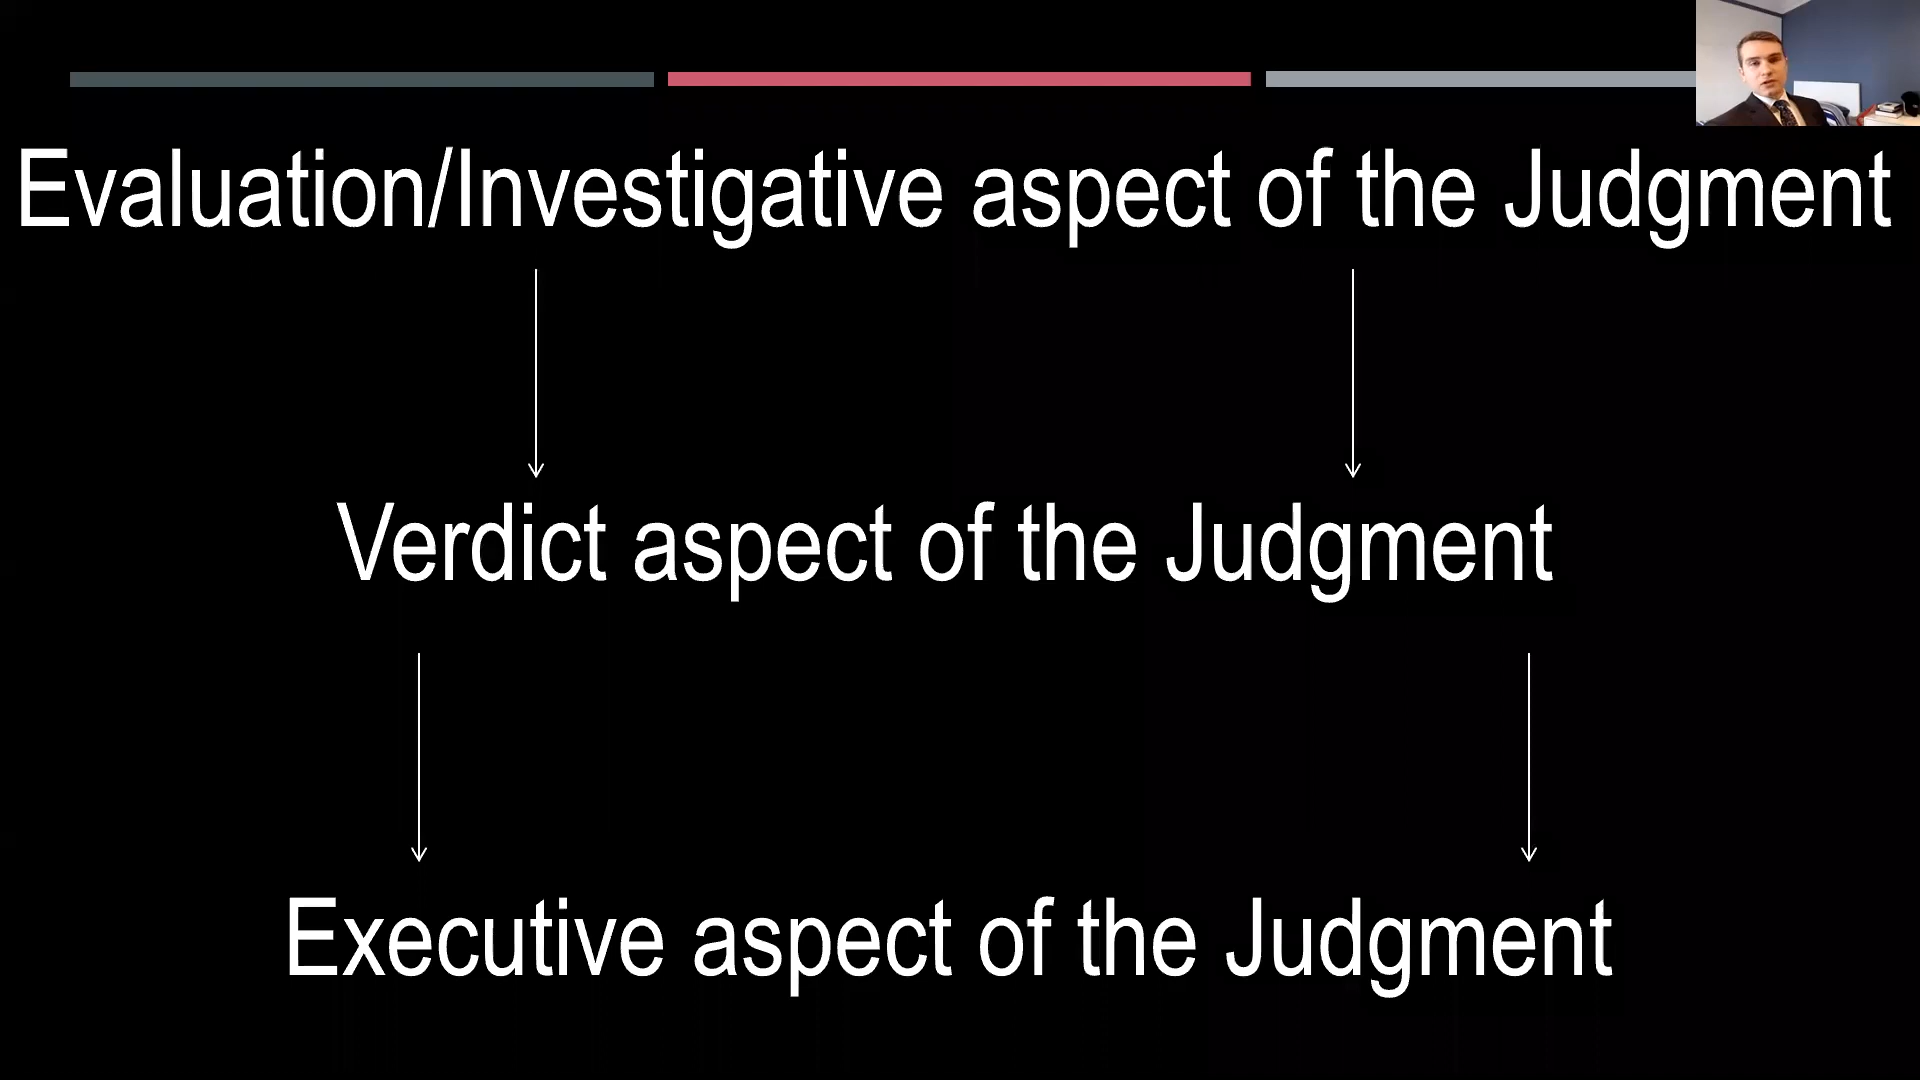 Evaluation/Investigative aspect of the Judgment
Verdict aspect of the Judgment
Executive aspect of the Judgment